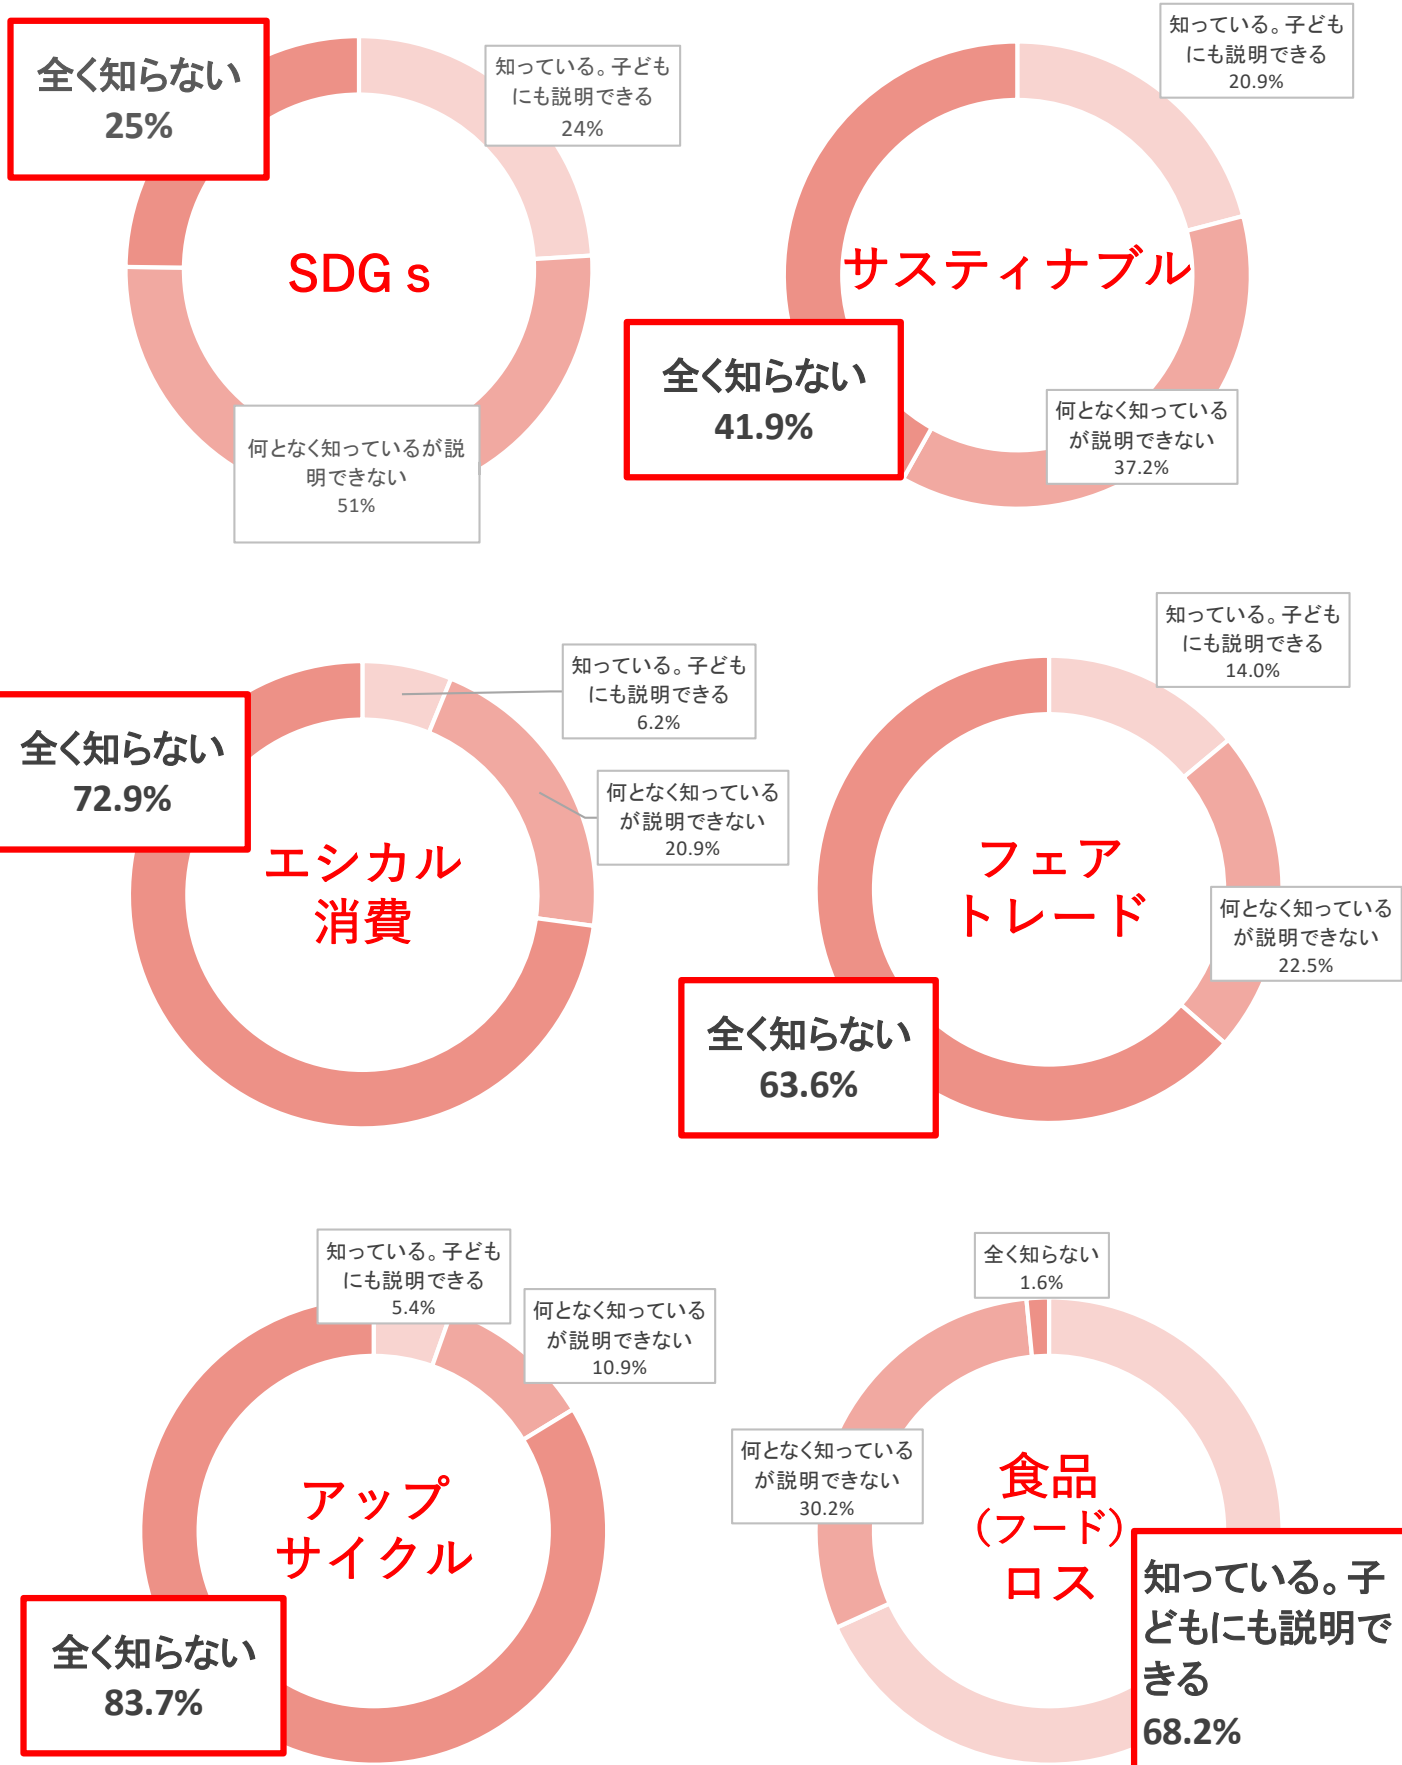 全く知らない
25%
知っている。子ども
にも説明できる
24%
SDGｓ
何となく知っているが説
明できない
51%
知っている。子ども
にも説明できる
20.9%
サスティナブル
全く知らない
41.9%
何となく知っている
が説明できない
37.2%
知っている。子ども
にも説明できる
6.2%
全く知らない
72.9%
何となく知っている
が説明できない
20.9%
エシカル
消費
知っている。子ども
にも説明できる
14.0%
フェア
トレード
何となく知っている
が説明できない
22.5%
全く知らない
63.6%
知っている。子ども
にも説明できる
5.4%
何となく知っている
が説明できない
10.9%
アップ
サイクル
全く知らない
83.7%
全く知らない
1.6%
何となく知っている
が説明できない
30.2%
食品
（フード）
ロス
知っている。子
どもにも説明で
きる
68.2%